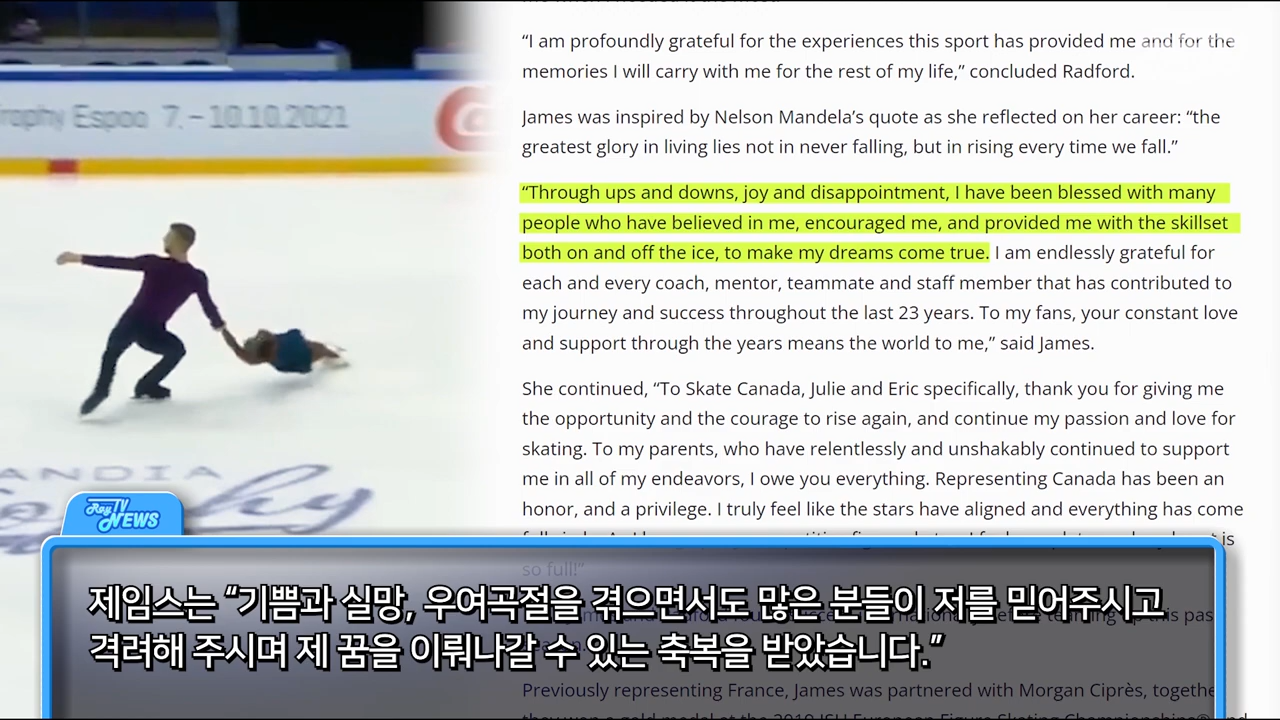 rophy Espoo 7.-10.10.2021
“I am profoundly grateful for the experiences this sport has provided me and for the
memories I will carry with me for the rest of my life,” concluded Radford.
James was inspired by Nelson Mandela’s quote as she reflected on her career: “the
greatest glory in living lies not in never falling, but in rising every time we fall.”
“Through ups and downs, joy and disappointment, I have been blessed with many
people who have believed in me, encouraged me, and provided me with the skillset
both on and off the ice, to make my dreams come true. I am endlessly grateful for
each and every coach, mentor, teammate and staff member that has contributed to
my journey and success throughout the last 23 years. To my fans, your constant love
and support through the years means the world to me,” said James.
She continued, “To Skate Canada, Julie and Eric specifically, thank you for giving me
the opportunity and the courage to rise again, and continue my passion and love for
skating. To my parents, who have relentlessly and unshakably continued to support
me in all of my endeavors, I owe you everything. Representing Canada has been an
honor, and a privilege. I truly feel like the stars have aligned and everything has come
is
so full!”
this pas
Previously representing France, James was partnered with Morgan Ciprès, togethe
ANDIA
RoyTV
NEWS
제임스는 “기쁨과 실망, 우여곡절을 겪으면서도 많은 분들이 저를 믿어주시고
격려해 주시며 제 꿈을 이뤄나갈 수 있는 축복을 받았습니다.”